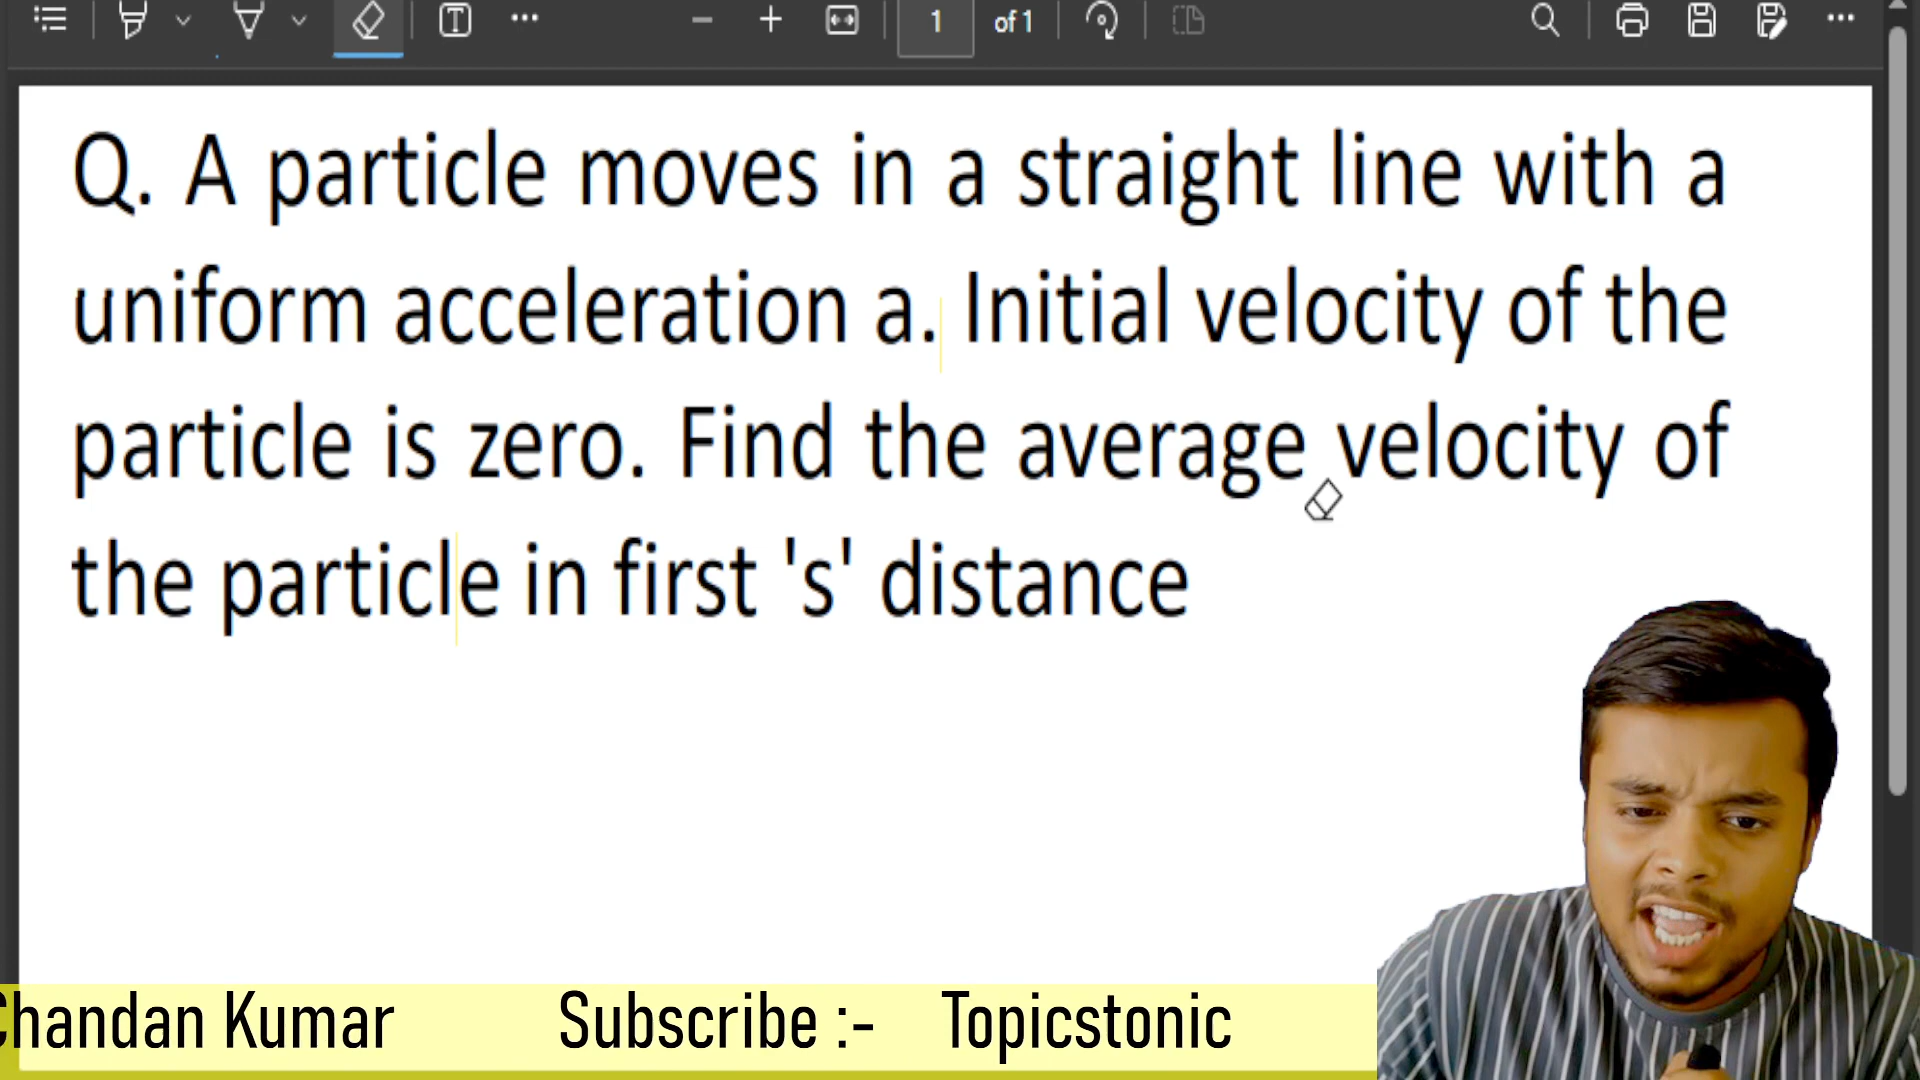 1 of 1
Q. A particle moves in a straight line with a
uniform acceleration a. Initial velocity of the
particle is zero. Find the average velocity of
the particle in first 's' distance
Chandan Kumar Subscribe :- Topicstonic